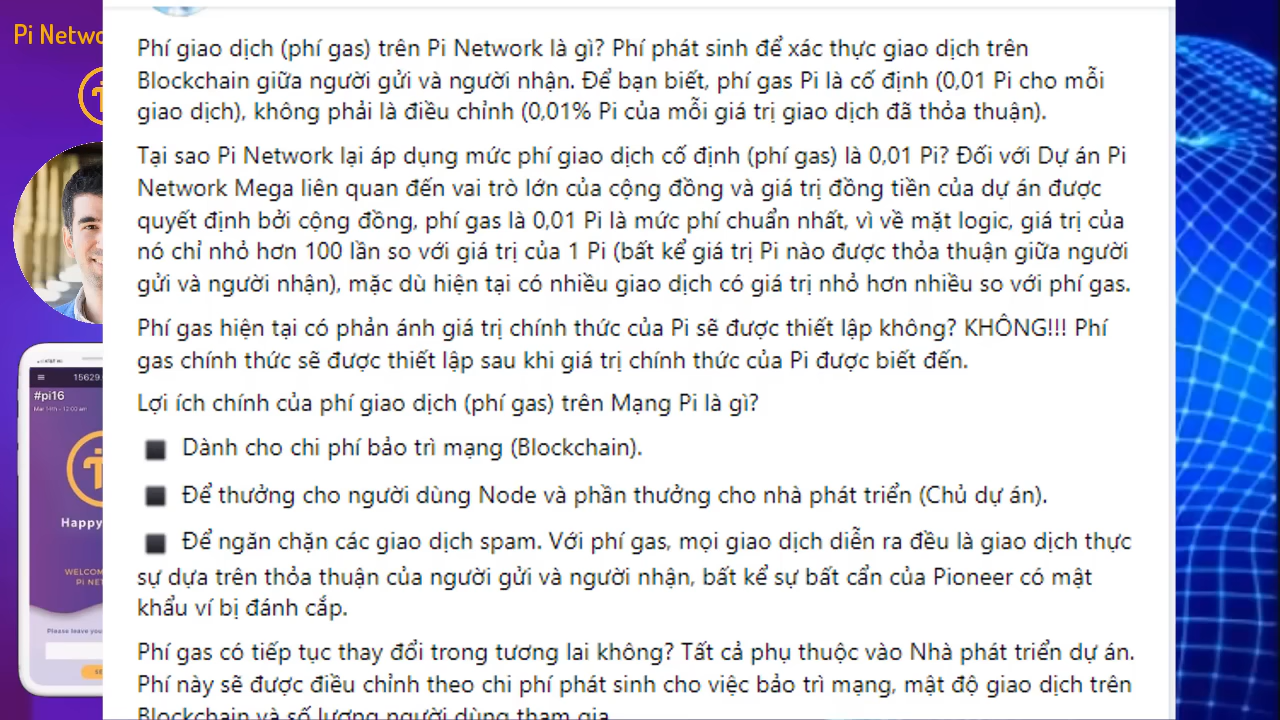 Pi Netwo
Phí giao dịch (phí gas) trên Pi Network là gì? Phí phát sinh để xác thực giao dịch trên
Blockchain giữa người gửi và người nhận. Để bạn biết, phí gas Pi là cố định (0,01 Pi cho mỗi
giao dịch), không phải là điều chỉnh (0,01% Pi của mỗi giá trị giao dịch đã thỏa thuận).
Tại sao Pi Network lại áp dụng mức phí giao dịch cố định (phí gas) là 0,01 Pi? Đối với Dự án Pi
Network Mega liên quan đến vai trò lớn của cộng đồng và giá trị đồng tiền của dự án được
quyết định bởi cộng đồng, phí gas là 0,01 Pi là mức phí chuẩn nhất, vì về mặt logic, giá trị của
nó chỉ nhỏ hơn 100 lần so với giá trị của 1 Pi (bất kể giá trị Pi nào được thỏa thuận giữa người
gửi và người nhận), mặc dù hiện tại có nhiều giao dịch có giá trị nhỏ hơn nhiều so với phí gas.
Phí gas hiện tại có phản ánh giá trị chính thức của Pi sẽ được thiết lập không? KHÔNG!!! Phí
gas chính thức sẽ được thiết lập sau khi giá trị chính thức của Pi được biết đến.
Lợi ích chính của phí giao dịch (phí gas) trên Mạng Pi là gì?
Dành cho chi phí bảo trì mạng (Blockchain).
Để thưởng cho người dùng Node và phần thưởng cho nhà phát triển (Chủ dự án).
Để ngăn chặn các giao dịch spam. Với phí gas, mọi giao dịch diễn ra đều là giao dịch thực
sự dựa trên thỏa thuận của người gửi và người nhận, bất kể sự bất cẩn của Pioneer có mật
khẩu ví bị đánh cắp.
Phí gas có tiếp tục thay đổi trong tương lai không? Tất cả phụ thuộc vào Nhà phát triển dự án.
Phí này sẽ được điều chỉnh theo chi phí phát sinh cho việc bảo trì mạng, mật độ giao dịch trên
Blockchain và số lượng người dùng tham gia.
15629
#pi16
Happy
WELCOM
PI NET
Please leave you